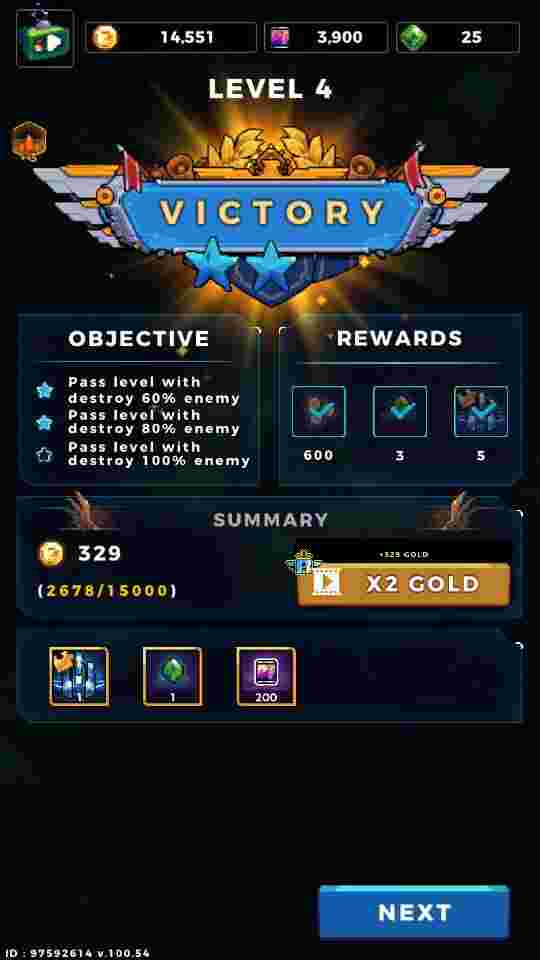 14,551 3,900 25
LEVEL 4
VICTORY
OBJECTIVE
Pass level with
destroy 60% enemy
Pass level with
destroy 80% enemy
Pass level with
destroy 100% enemy
REWARDS
600 3 5
SUMMARY
329
(2678/15000)
+329 GOLD
X2 GOLD
1 1 200
NEXT
ID : 97592614 v.100.54